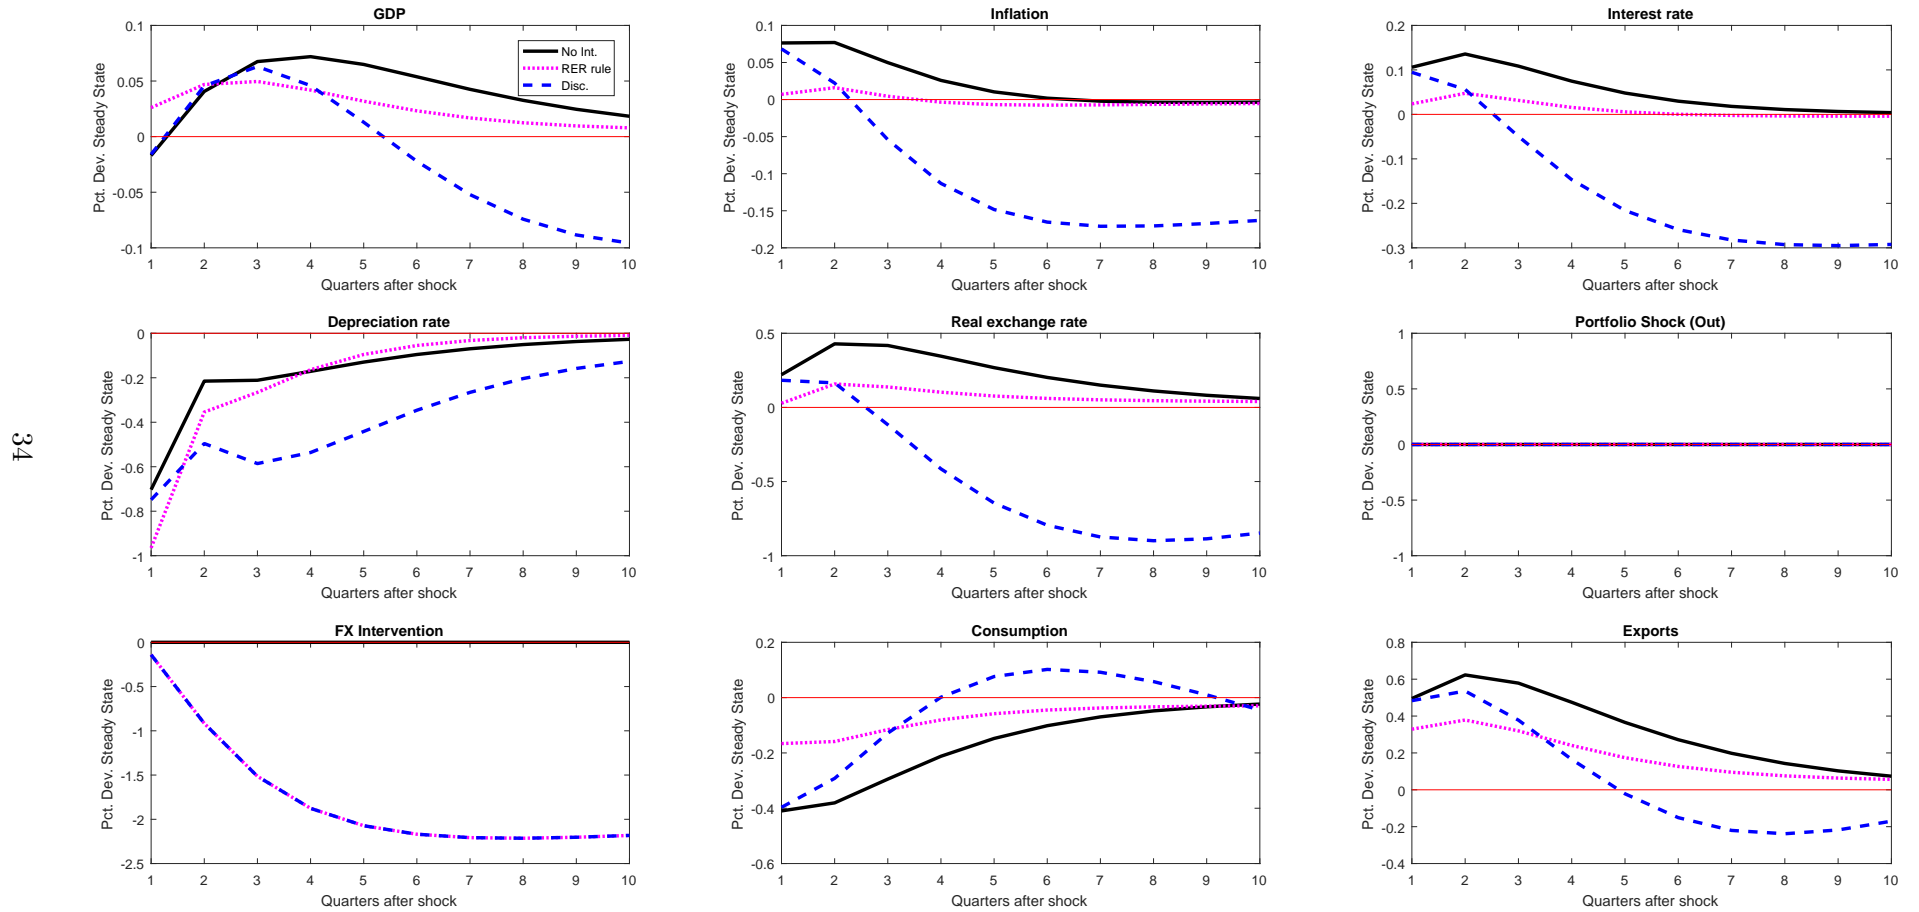 GDP
0.1
0.05
0
-0.05
-0.1
Pct. Dev. Steady State
No Int.
RER rule
Disc.
1 2 3 4 5 6 7 8 9 10
Quarters after shock
Inflation
0.1
0.05
0
-0.05
-0.1
-0.15
-0.2
Pct. Dev. Steady State
1 2 3 4 5 6 7 8 9 10
Quarters after shock
Interest rate
0.2
0.1
0
-0.1
-0.2
-0.3
Pct. Dev. Steady State
1 2 3 4 5 6 7 8 9 10
Quarters after shock
Depreciation rate
0
-0.2
-0.4
-0.6
-0.8
-1
Pct. Dev. Steady State
1 2 3 4 5 6 7 8 9 10
Quarters after shock
Real exchange rate
0.5
0
-0.5
-1
Pct. Dev. Steady State
1 2 3 4 5 6 7 8 9 10
Quarters after shock
Portfolio Shock (Out)
1
0.5
0
-0.5
-1
Pct. Dev. Steady State
1 2 3 4 5 6 7 8 9 10
Quarters after shock
FX Intervention
0
-0.5
-1
-1.5
-2
-2.5
Pct. Dev. Steady State
1 2 3 4 5 6 7 8 9 10
Quarters after shock
Consumption
0.2
0
-0.2
-0.4
-0.6
Pct. Dev. Steady State
1 2 3 4 5 6 7 8 9 10
Quarters after shock
Exports
0.8
0.6
0.4
0.2
0
-0.2
-0.4
Pct. Dev. Steady State
1 2 3 4 5 6 7 8 9 10
Quarters after shock
34